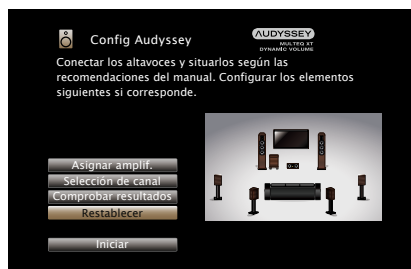 Config Audyssey
AUDYSSEY
MULTEQ XT
DYNAMIC VOLUME
Conectar los altavoces y situarlos según las
recomendaciones del manual. Configurar los elementos
siguientes si corresponde.
Asignar amplif.
Selección de canal
Comprobar resultados
Restablecer
Iniciar